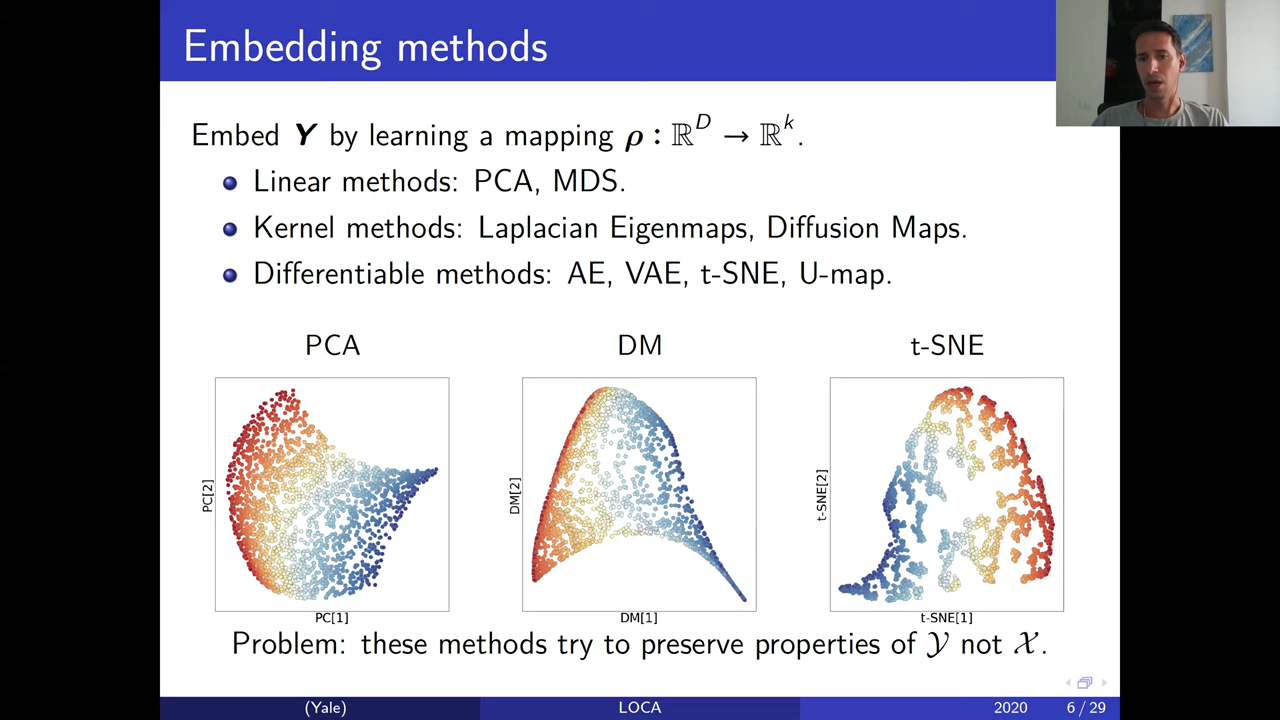 Embedding methods
Embed Y by learning a mapping ρ : ℝ^D → ℝ^k.
Linear methods: PCA, MDS.
Kernel methods: Laplacian Eigenmaps, Diffusion Maps.
Differentiable methods: AE, VAE, t-SNE, U-map.
PCA DM t-SNE
PC[2] DM[2] t-SNE[2]
PC[1] DM[1] t-SNE[1]
Problem: these methods try to preserve properties of 𝒴 not 𝒳.
(Yale) LOCA 2020 6 / 29